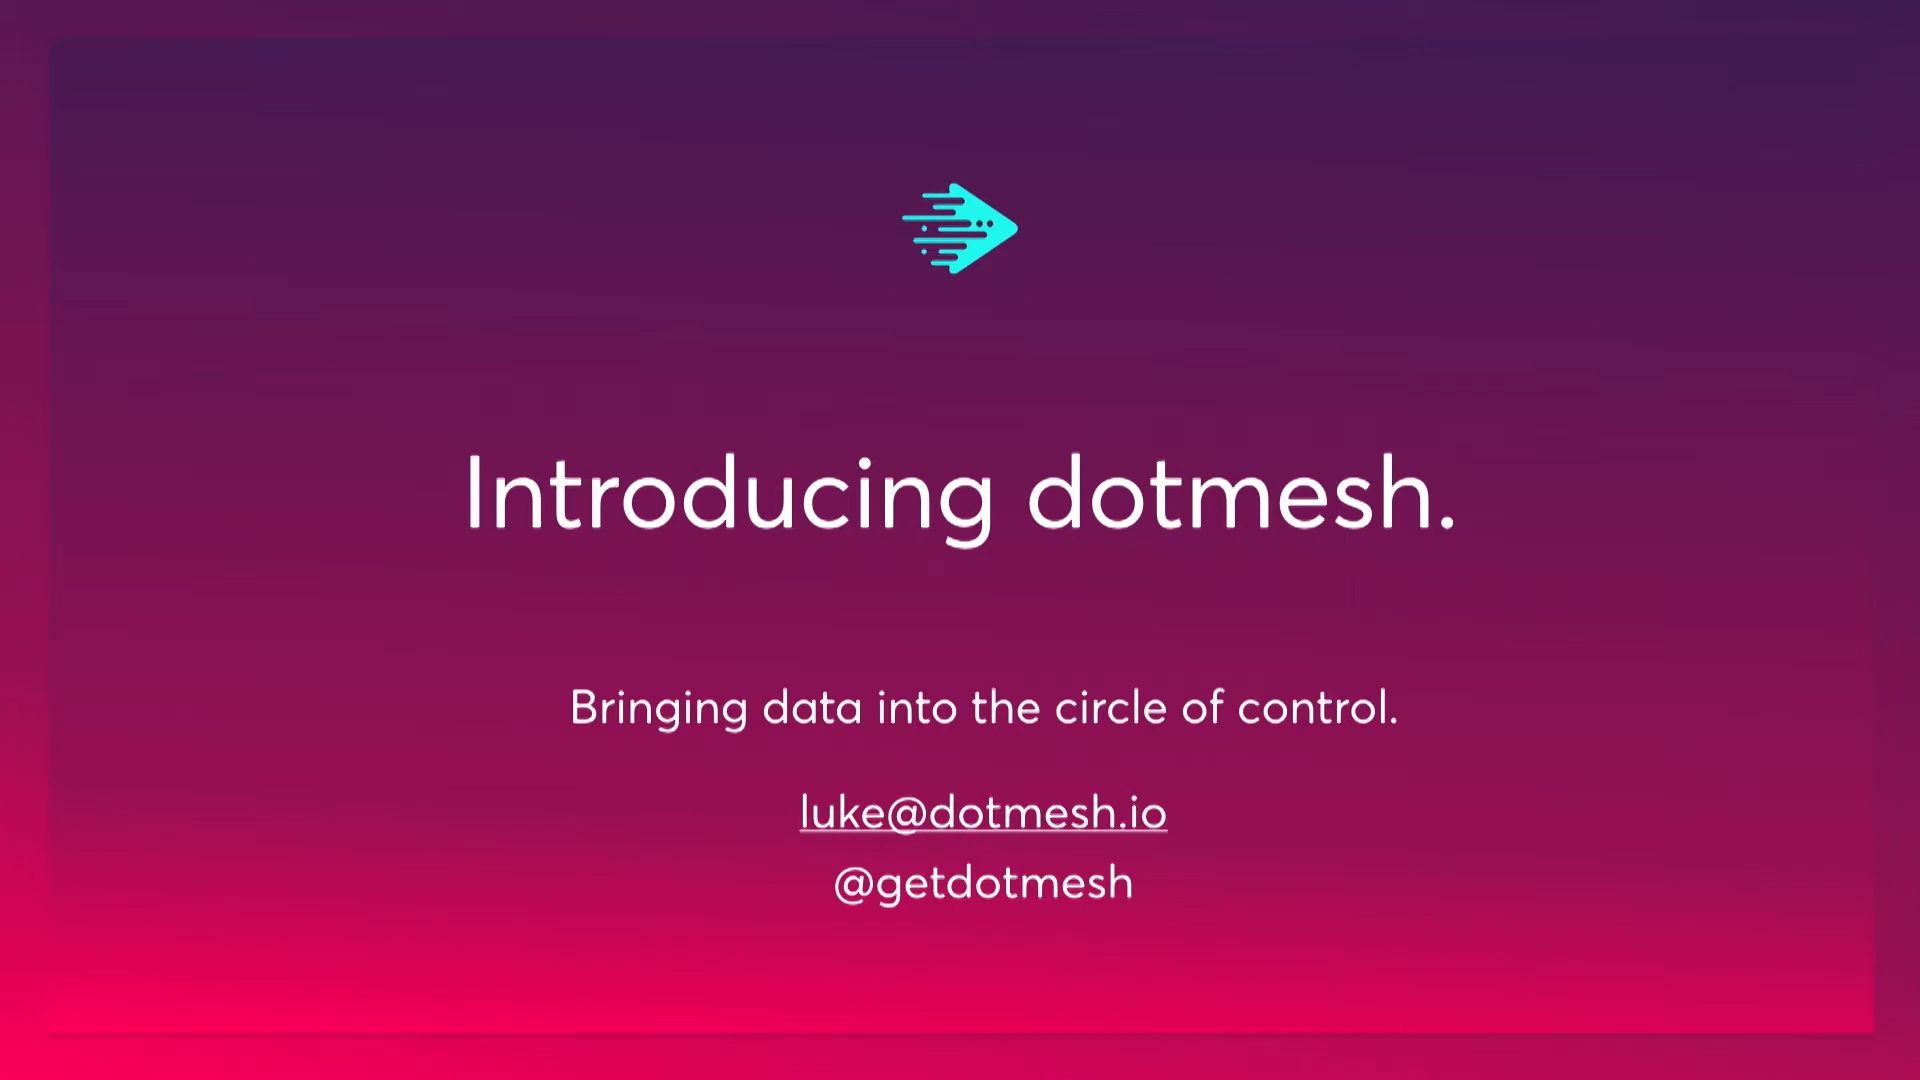 Introducing dotmesh.
Bringing data into the circle of control.
luke@dotmesh.io
@getdotmesh